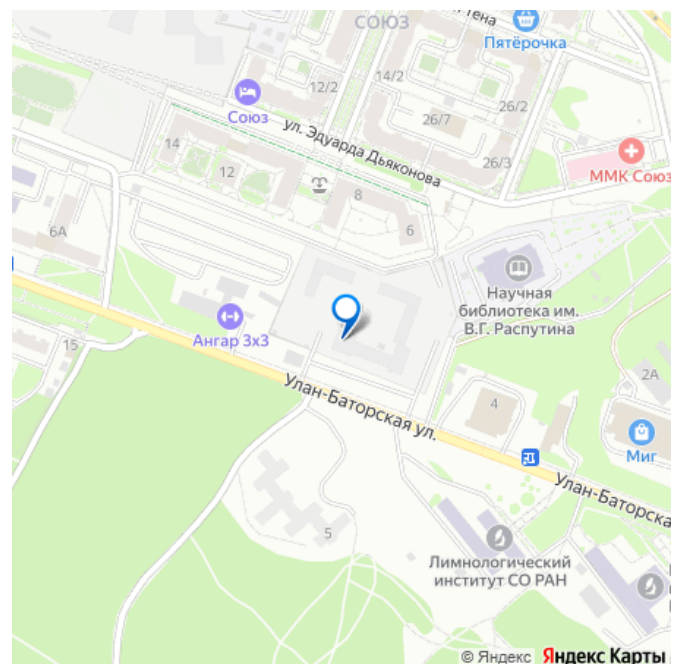 СОЮЗ
Пятёрочка
12/2
14/2
26/2
Союз
26/7
ул. Эдуарда Дьяконова
14
12
26/3
ММК Союз
8
6А
6
Научная
библиотека им.
В.Г. Распутина
Ангар 3х3
15
2А
Улан-Баторская ул.
4
Миг
Улан-Баторска
5
Лимнологический
институт СО РАН
© Яндекс Яндекс Карты